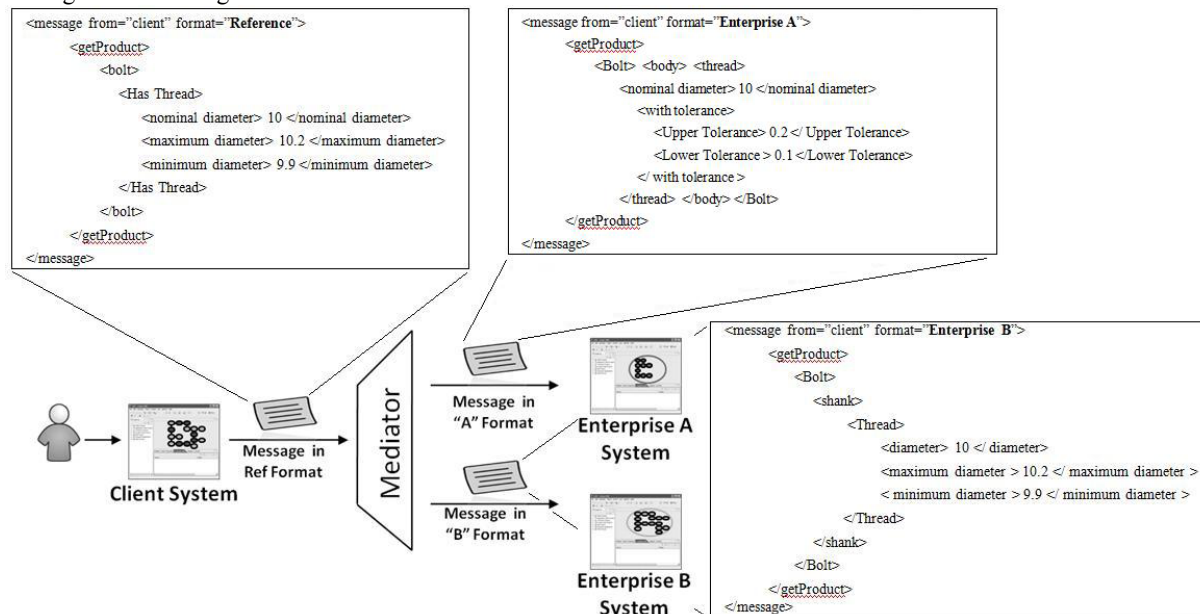 <message from=”client” format=”Reference”>
<getProduct>
<bolt>
<Has Thread>
<nominal diameter> 10 </nominal diameter>
<maximum diameter> 10.2 </maximum diameter>
<minimum diameter> 9.9 </minimum diameter>
</Has Thread>
</bolt>
</getProduct>
</message>
<message from=”client” format=”Enterprise A”>
<getProduct>
<Bolt> <body> <thread>
<nominal diameter> 10 </nominal diameter>
<with tolerance>
<Upper Tolerance> 0.2 </ Upper Tolerance>
<Lower Tolerance > 0.1 </Lower Tolerance>
</ with tolerance >
</thread> </body> </Bolt>
</getProduct>
</message>
Client System
Message in
Ref Format
Mediator
Message in
“A” Format
Enterprise A
System
Message in
“B” Format
Enterprise B
System
<message from=”client” format=”Enterprise B”>
<getProduct>
<Bolt>
<shank>
<Thread>
<diameter> 10 </ diameter>
<maximum diameter > 10.2 </ maximum diameter >
< minimum diameter > 9.9 </ minimum diameter >
</Thread>
</shank>
</Bolt>
</getProduct>
</message>